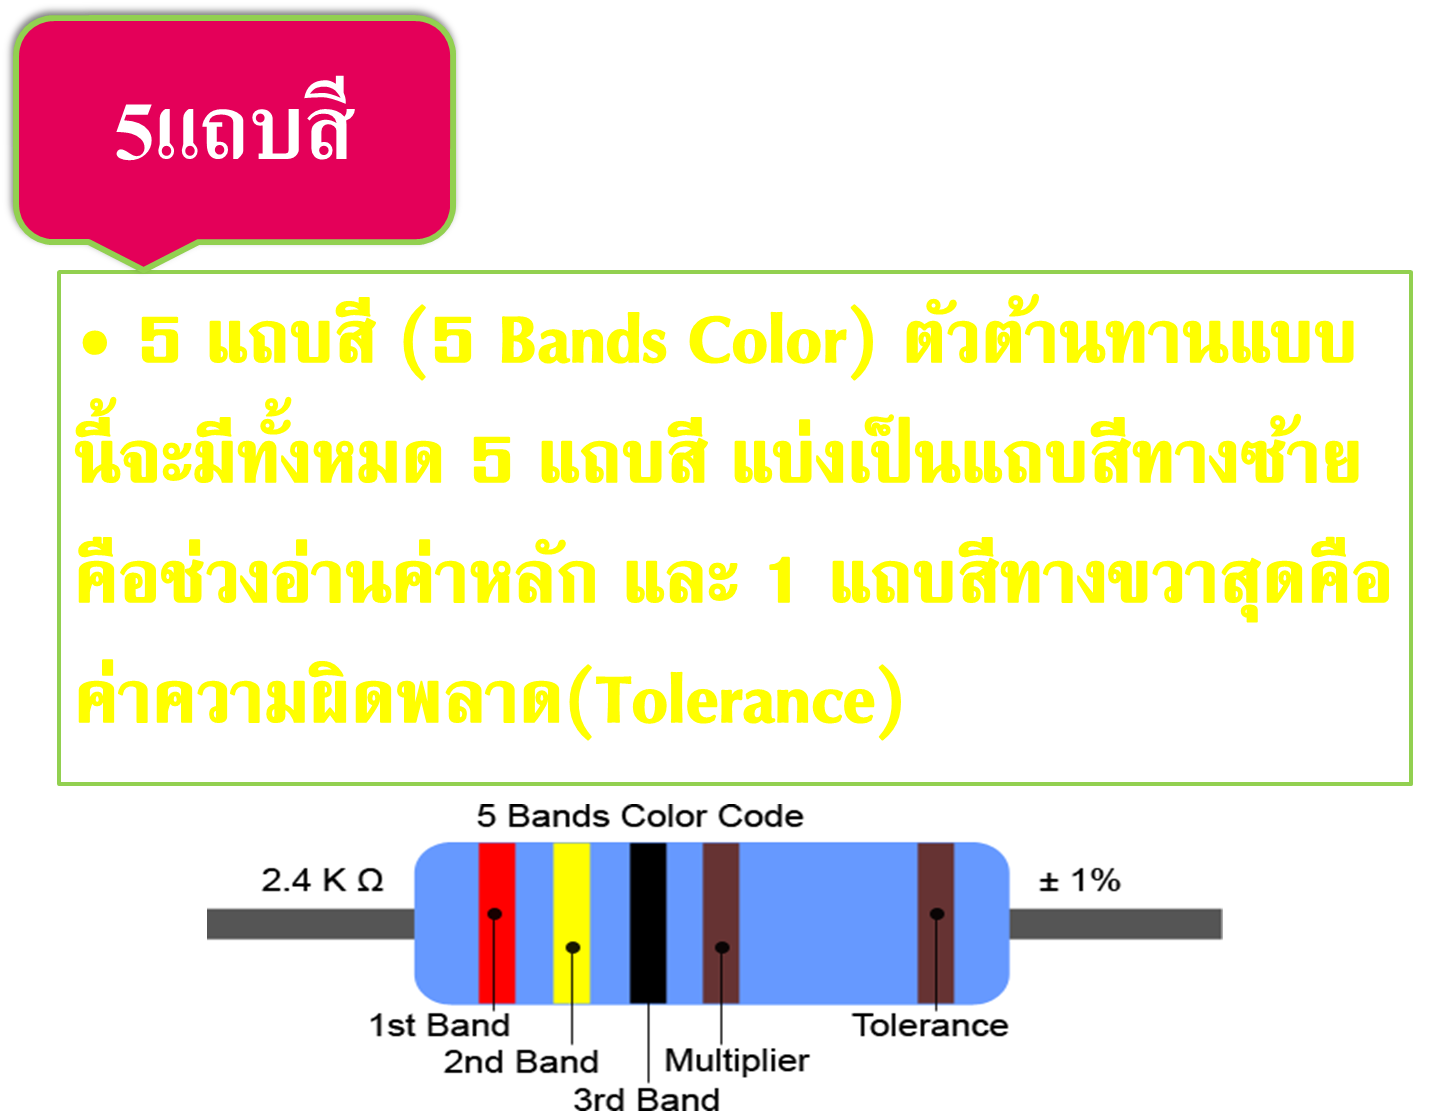 5แถบสี
• 5 แถบสี (5 Bands Color) ตัวต้านทานแบบ
นี้จะมีทั้งหมด 5 แถบสี แบ่งเป็นแถบสีทางซ้าย
คือช่วงอ่านค่าหลัก และ 1 แถบสีทางขวาสุดคือ
ค่าความผิดพลาด(Tolerance)
5 Bands Color Code
2.4 K Ω
± 1%
1st Band
Tolerance
2nd Band
Multiplier
3rd Band